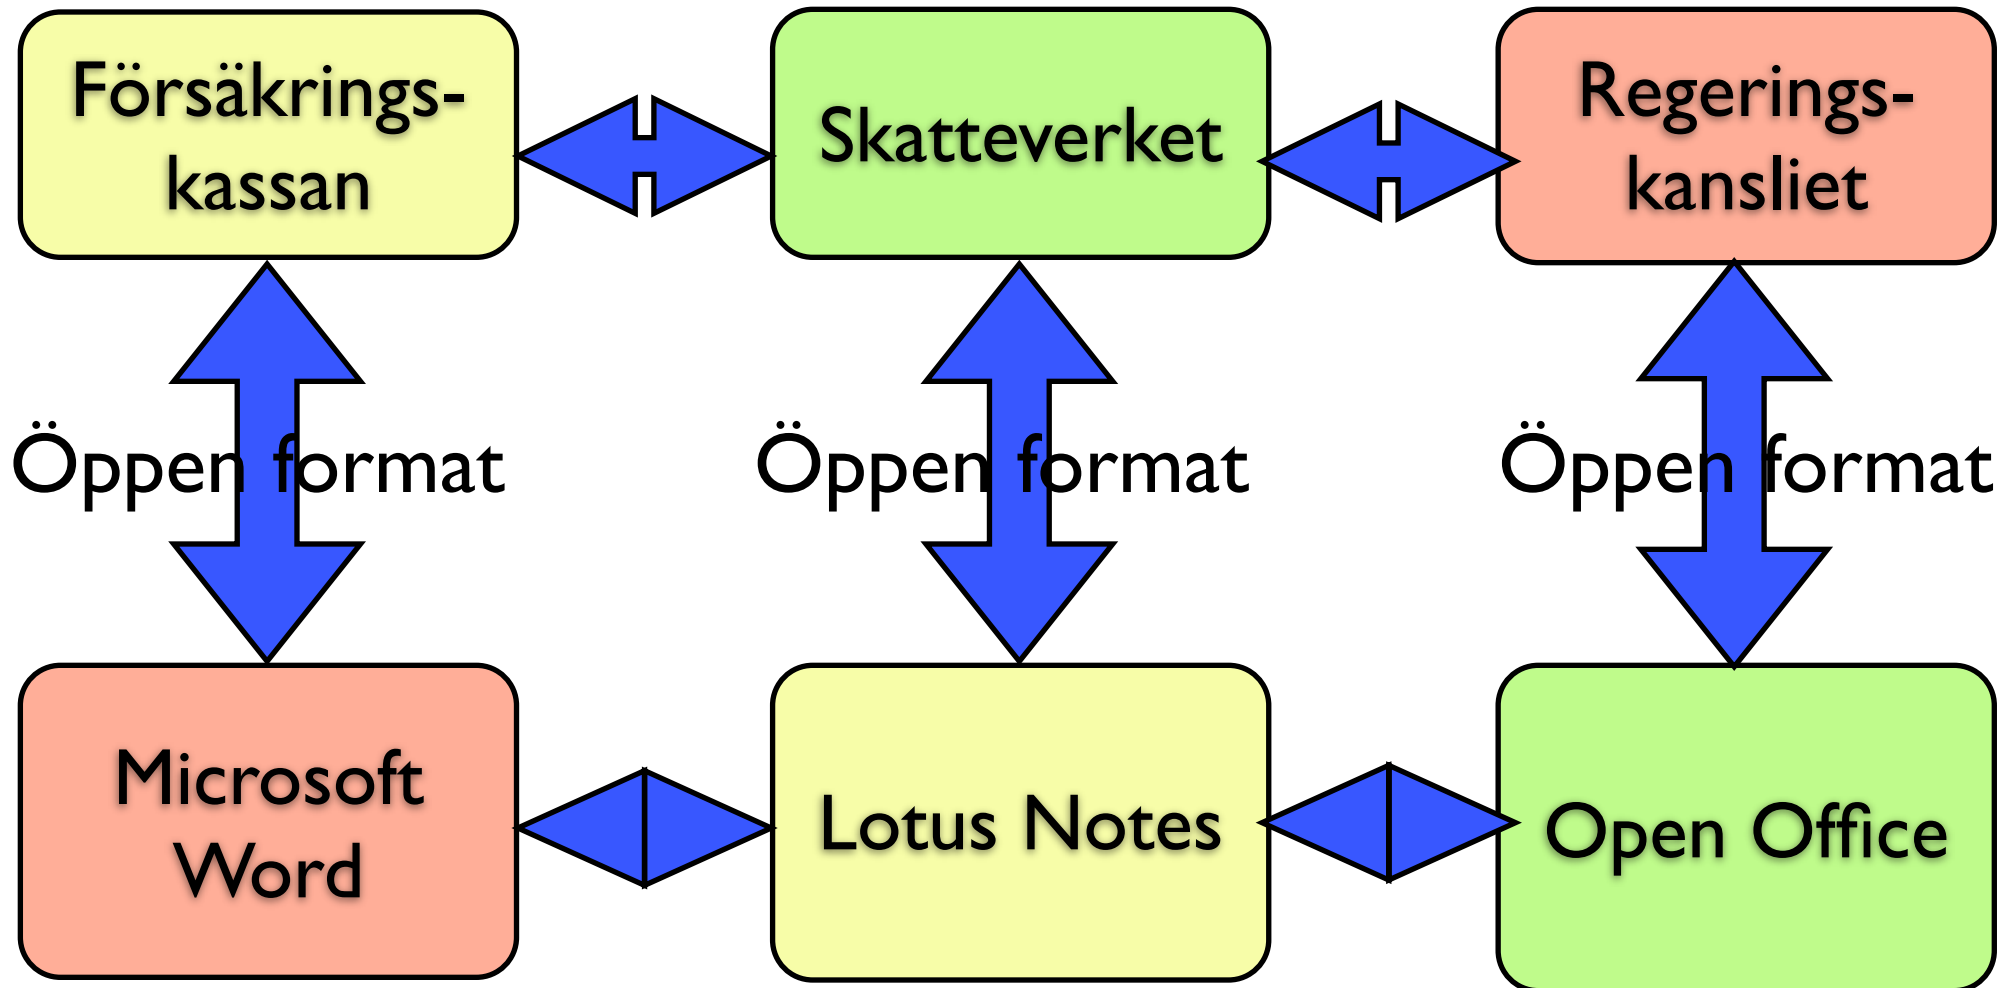 Försäkrings-
kassan
Skatteverket
Regerings-
kansliet
Öppen format
Öppen format
Öppen format
Microsoft
Word
Lotus Notes
Open Office